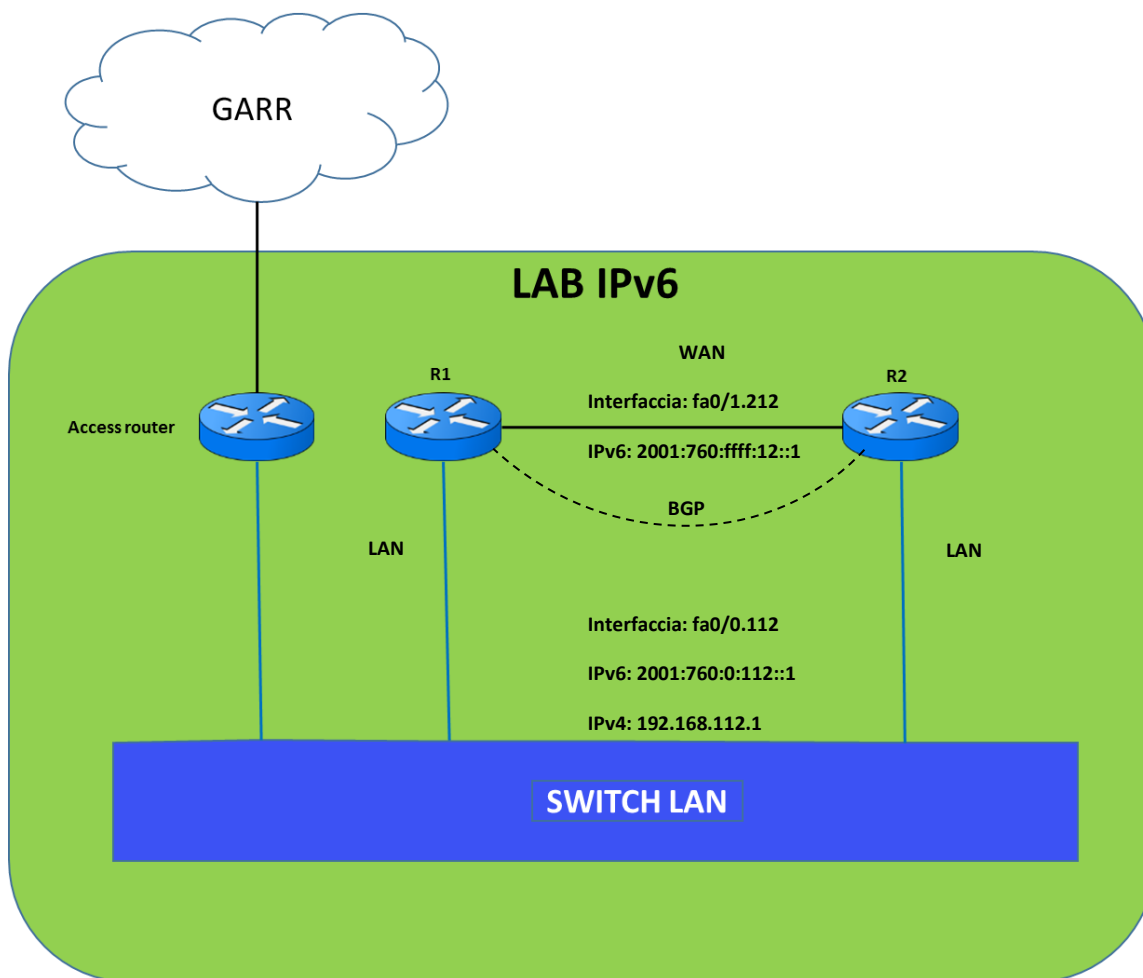 GARR
LAB IPv6
WAN
R1
R2
Interfaccia: fa0/1.212
Access router
IPv6: 2001:760:ffff:12::1
BGP
LAN
LAN
Interfaccia: fa0/0.112
IPv6: 2001:760:0:112::1
IPv4: 192.168.112.1
SWITCH LAN